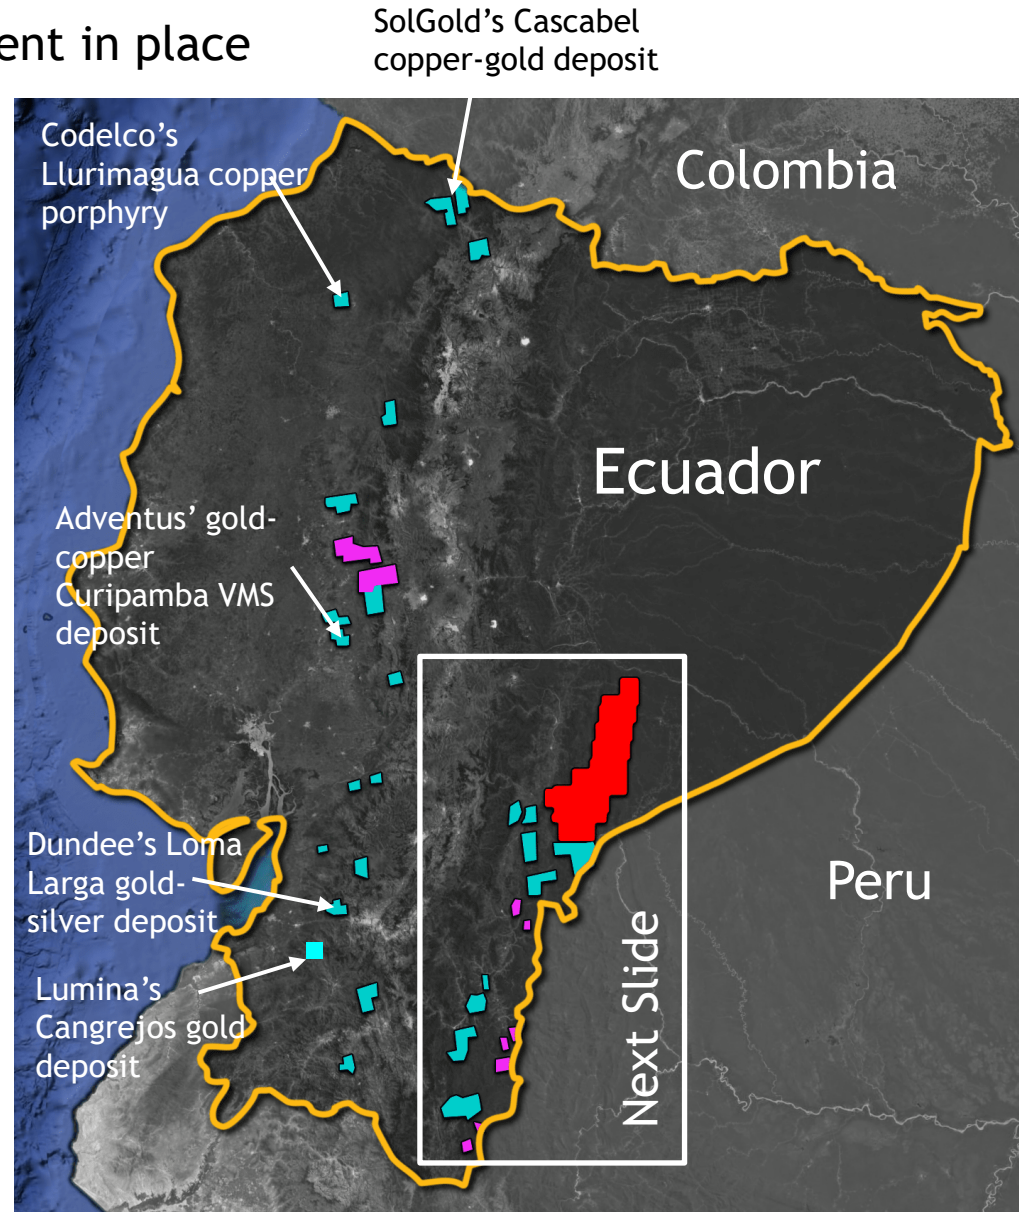 ent in place
SolGold’s Cascabel
copper-gold deposit
Codelco’s
Llurimagua copper
porphyry
Colombia
Ecuador
Adventus’ gold-
copper
Curipamba VMS
deposit
Dundee’s Loma
Larga gold-
silver deposit
Peru
Next Slide
Lumina’s
Cangrejos gold
deposit